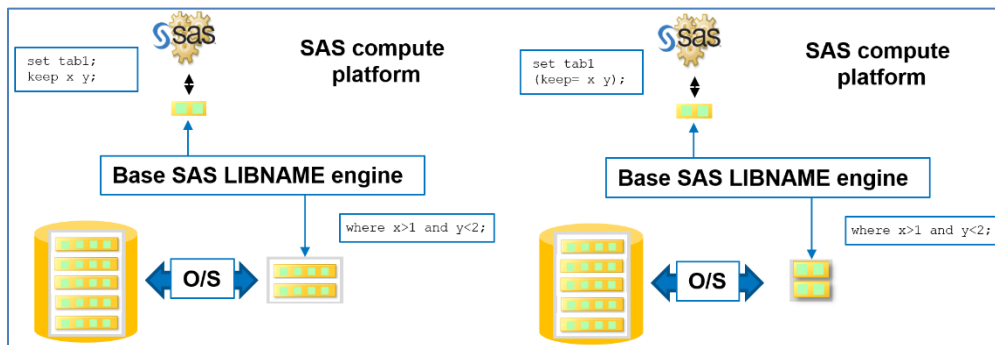 sas
SAS compute
platform
set tab1;
keep x y;
Base SAS LIBNAME engine
where x>1 and y<2;
O/S
sas
SAS compute
platform
set tab1
(keep= x y);
Base SAS LIBNAME engine
where x>1 and y<2;
O/S